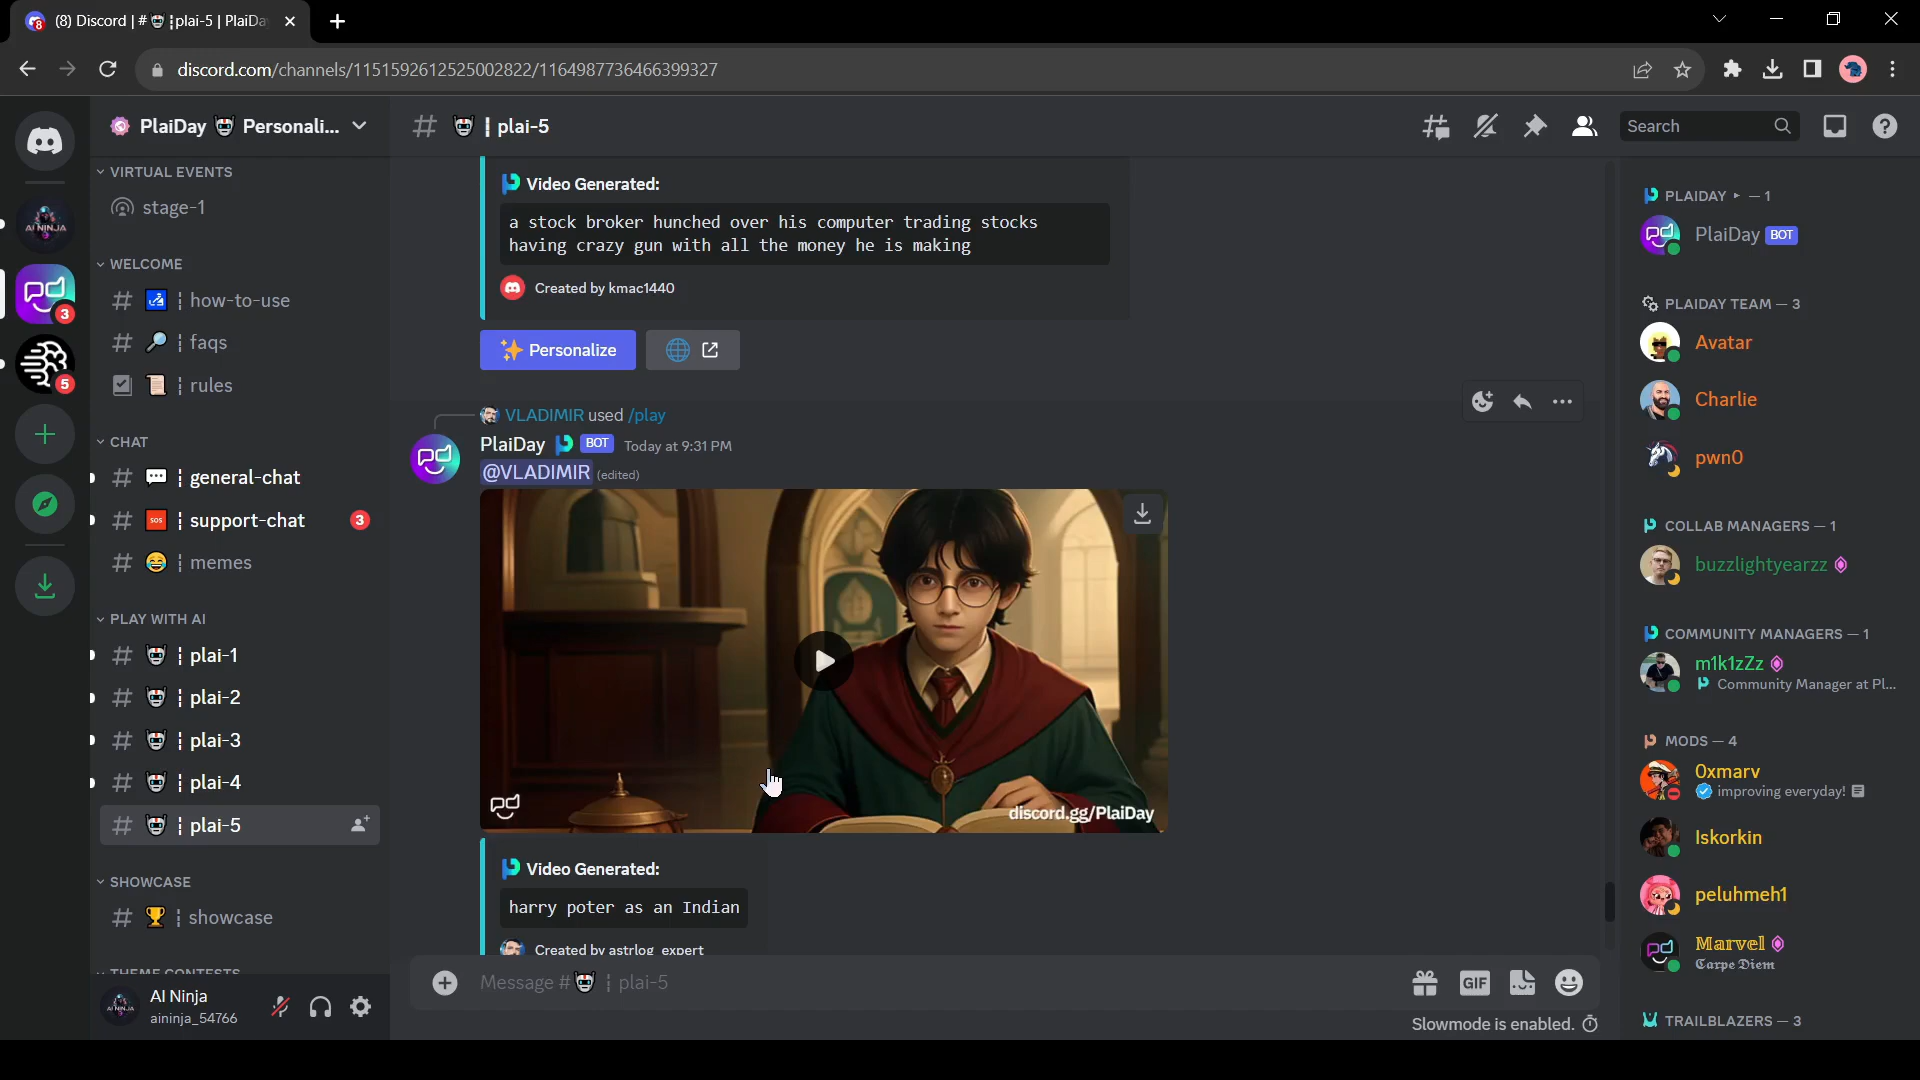 (8) Discord | # ¦plai-5 | PlaiDa
discord.com/channels/1151592612525002822/1164987736466399327
PlaiDay Personali...
| plai-5
Search
VIRTUAL EVENTS
stage-1
WELCOME
¦ how-to-use
¦ faqs
¦ rules
CHAT
¦ general-chat
SOS ¦ support-chat 3
¦ memes
PLAY WITH AI
¦ plai-1
¦ plai-2
¦ plai-3
¦ plai-4
¦ plai-5
SHOWCASE
¦ showcase
THEME CONTESTS
AI Ninja
aininja_54766
AI NINJA
3
5
Video Generated:
a stock broker hunched over his computer trading stocks
having crazy gun with all the money he is making
Created by kmac1440
Personalize
VLADIMIR used /play
PlaiDay BOT Today at 9:31 PM
@VLADIMIR (edited)
discord.gg/PlaiDay
Video Generated:
harry poter as an Indian
Created by astrlog_expert
Message # ¦ plai-5
GIF
Slowmode is enabled.
PLAIDAY ▸ — 1
PlaiDay BOT
PLAIDAY TEAM — 3
Avatar
Charlie
pwn0
COLLAB MANAGERS — 1
buzzlightyearzz
COMMUNITY MANAGERS — 1
m1k1zZz
Community Manager at Pl...
MODS — 4
0xmarv
improving everyday!
Iskorkin
peluhmeh1
𝕄𝕒𝕣𝕧𝕖𝕝
𝕮𝖆𝖗𝖕𝖊 𝕯𝖎𝖊𝖒
TRAILBLAZERS — 3